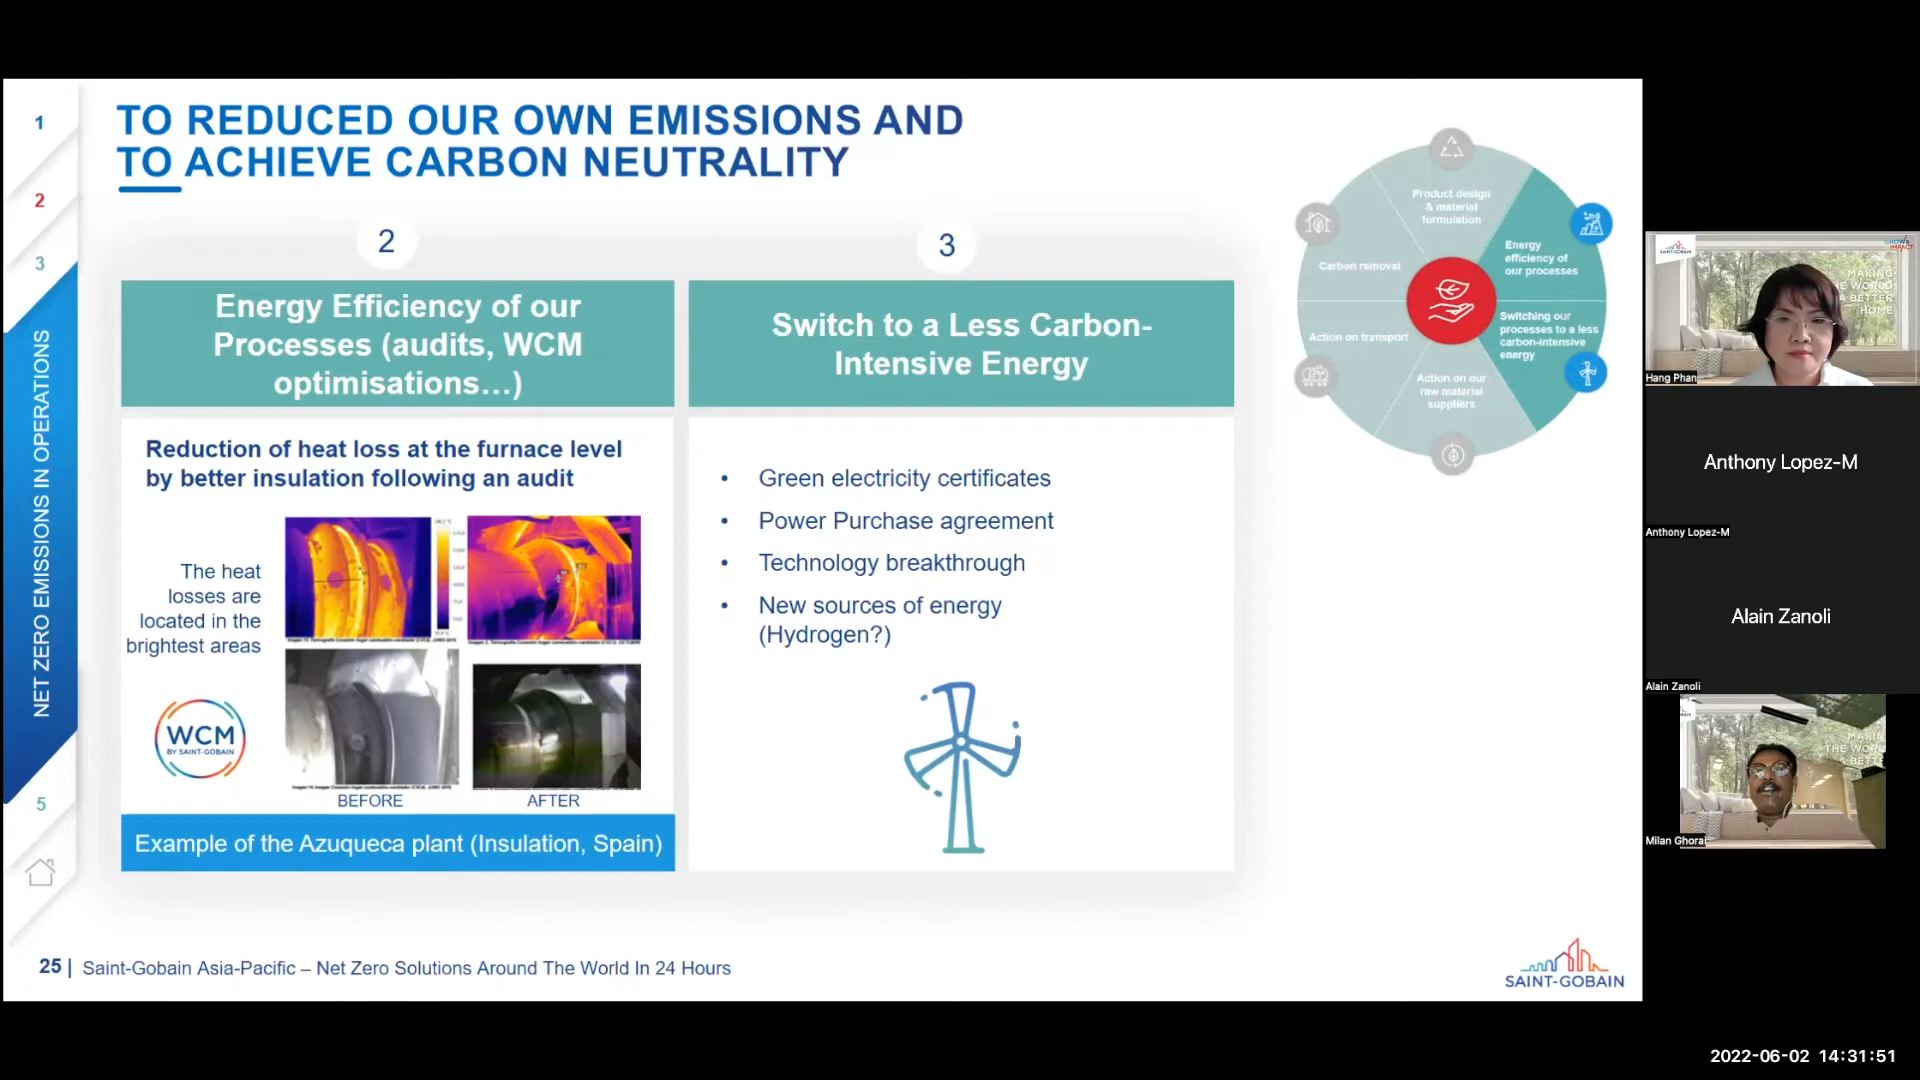 TO REDUCED OUR OWN EMISSIONS AND
TO ACHIEVE CARBON NEUTRALITY
1
2
3
NET ZERO EMISSIONS IN OPERATIONS
5
2
Energy Efficiency of our
Processes (audits, WCM
optimisations…)
Reduction of heat loss at the furnace level
by better insulation following an audit
The heat
losses are
located in the
brightest areas
WCM
BY SAINT-GOBAIN
BEFORE
AFTER
Example of the Azuqueca plant (Insulation, Spain)
3
Switch to a Less Carbon-
Intensive Energy
• Green electricity certificates
• Power Purchase agreement
• Technology breakthrough
• New sources of energy
(Hydrogen?)
Product design
& material
formulation
Energy
efficiency of
our processes
Switching our
processes to a less
carbon-intensive
energy
Action on our
raw material
suppliers
Action on transport
Carbon removal
25 | Saint-Gobain Asia-Pacific – Net Zero Solutions Around The World In 24 Hours
SAINT-GOBAIN
SAINT-GOBAIN
MAKING
THE WORLD
A BETTER
HOME
Hang Phan
Anthony Lopez-M
Anthony Lopez-M
Alain Zanoli
Alain Zanoli
Milan Ghorai
2022-06-02 14:31:51